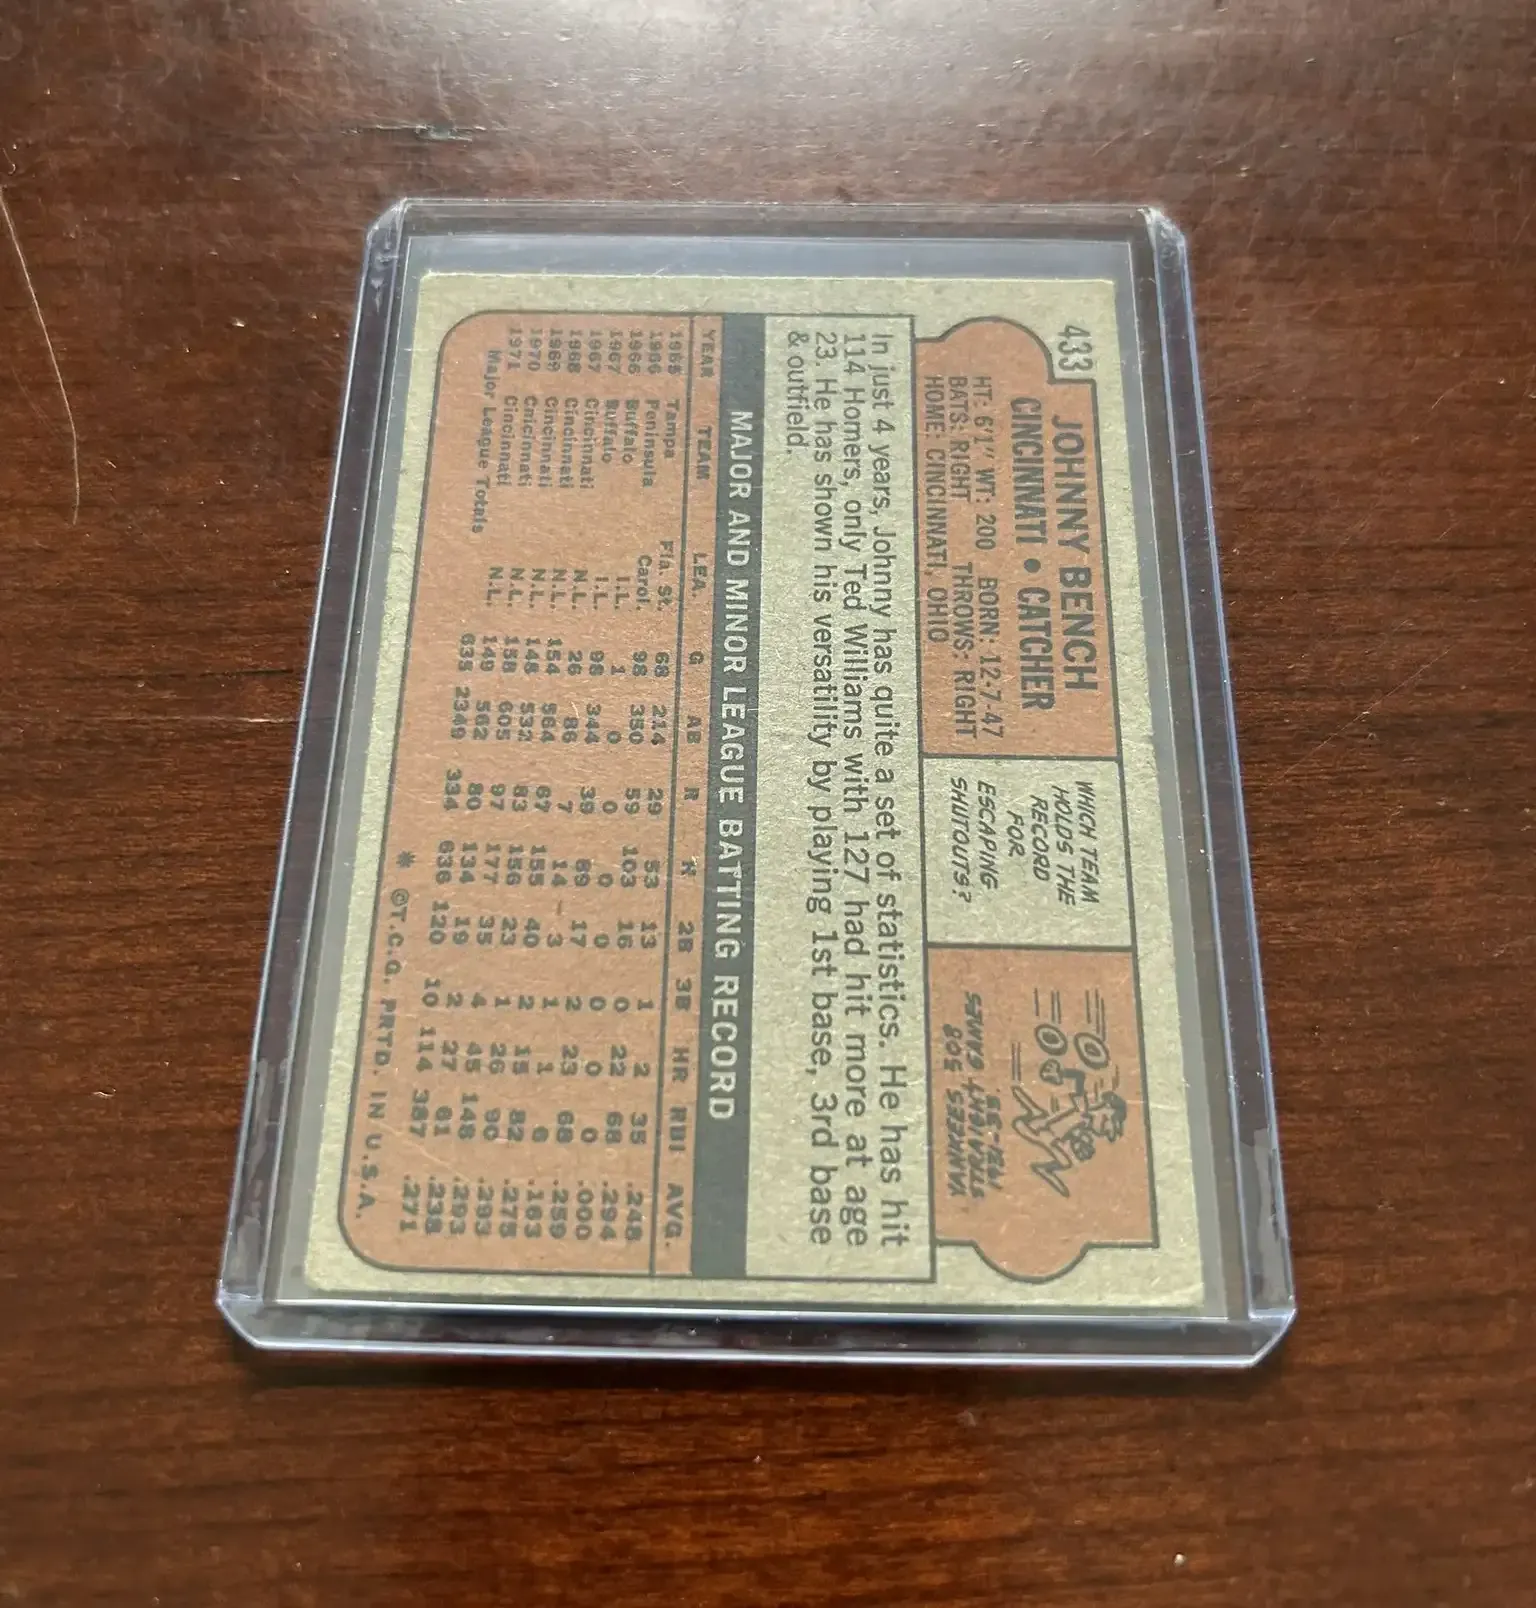 433
JOHNNY BENCH
CINCINNATI • CATCHER
HT: 6'1" WT: 200 BORN: 12-7-47
BATS: RIGHT THROWS: RIGHT
HOME: CINCINNATI, OHIO
WHICH TEAM
HOLDS THE
RECORD
FOR
ESCAPING
SHUTOUTS?
YANKEES 308
STRAIGHT GAMES
1931-33.
In just 4 years, Johnny has quite a set of statistics. He has hit
114 Homers, only Ted Williams with 127 had hit more at age
23. He has shown his versatility by playing 1st base, 3rd base
& outfield.
MAJOR AND MINOR LEAGUE BATTING RECORD
YEAR TEAM LEA. G AB R H 2B 3B HR RBI AVG.
1965 Tampa Fla. St. 68 214 29 53 13 1 2 35 .248
1966 Peninsula Carol. 98 350 59 103 16 0 22 68 .294
1966 Buffalo I.L. 1 0 0 0 0 0 0 0 .000
1967 Buffalo I.L. 98 344 39 89 17 2 23 68 .259
1967 Cincinnati N.L. 26 86 7 14 3 1 1 6 .163
1968 Cincinnati N.L. 154 564 67 155 40 2 15 82 .275
1969 Cincinnati N.L. 148 532 83 156 23 1 26 90 .293
1970 Cincinnati N.L. 158 605 97 177 35 4 45 148 .293
1971 Cincinnati N.L. 149 562 80 134 19 2 27 61 .238
Major League Totals 635 2349 334 636 120 10 114 387 .271
* ©T.C.G. PRTD. IN U.S.A.